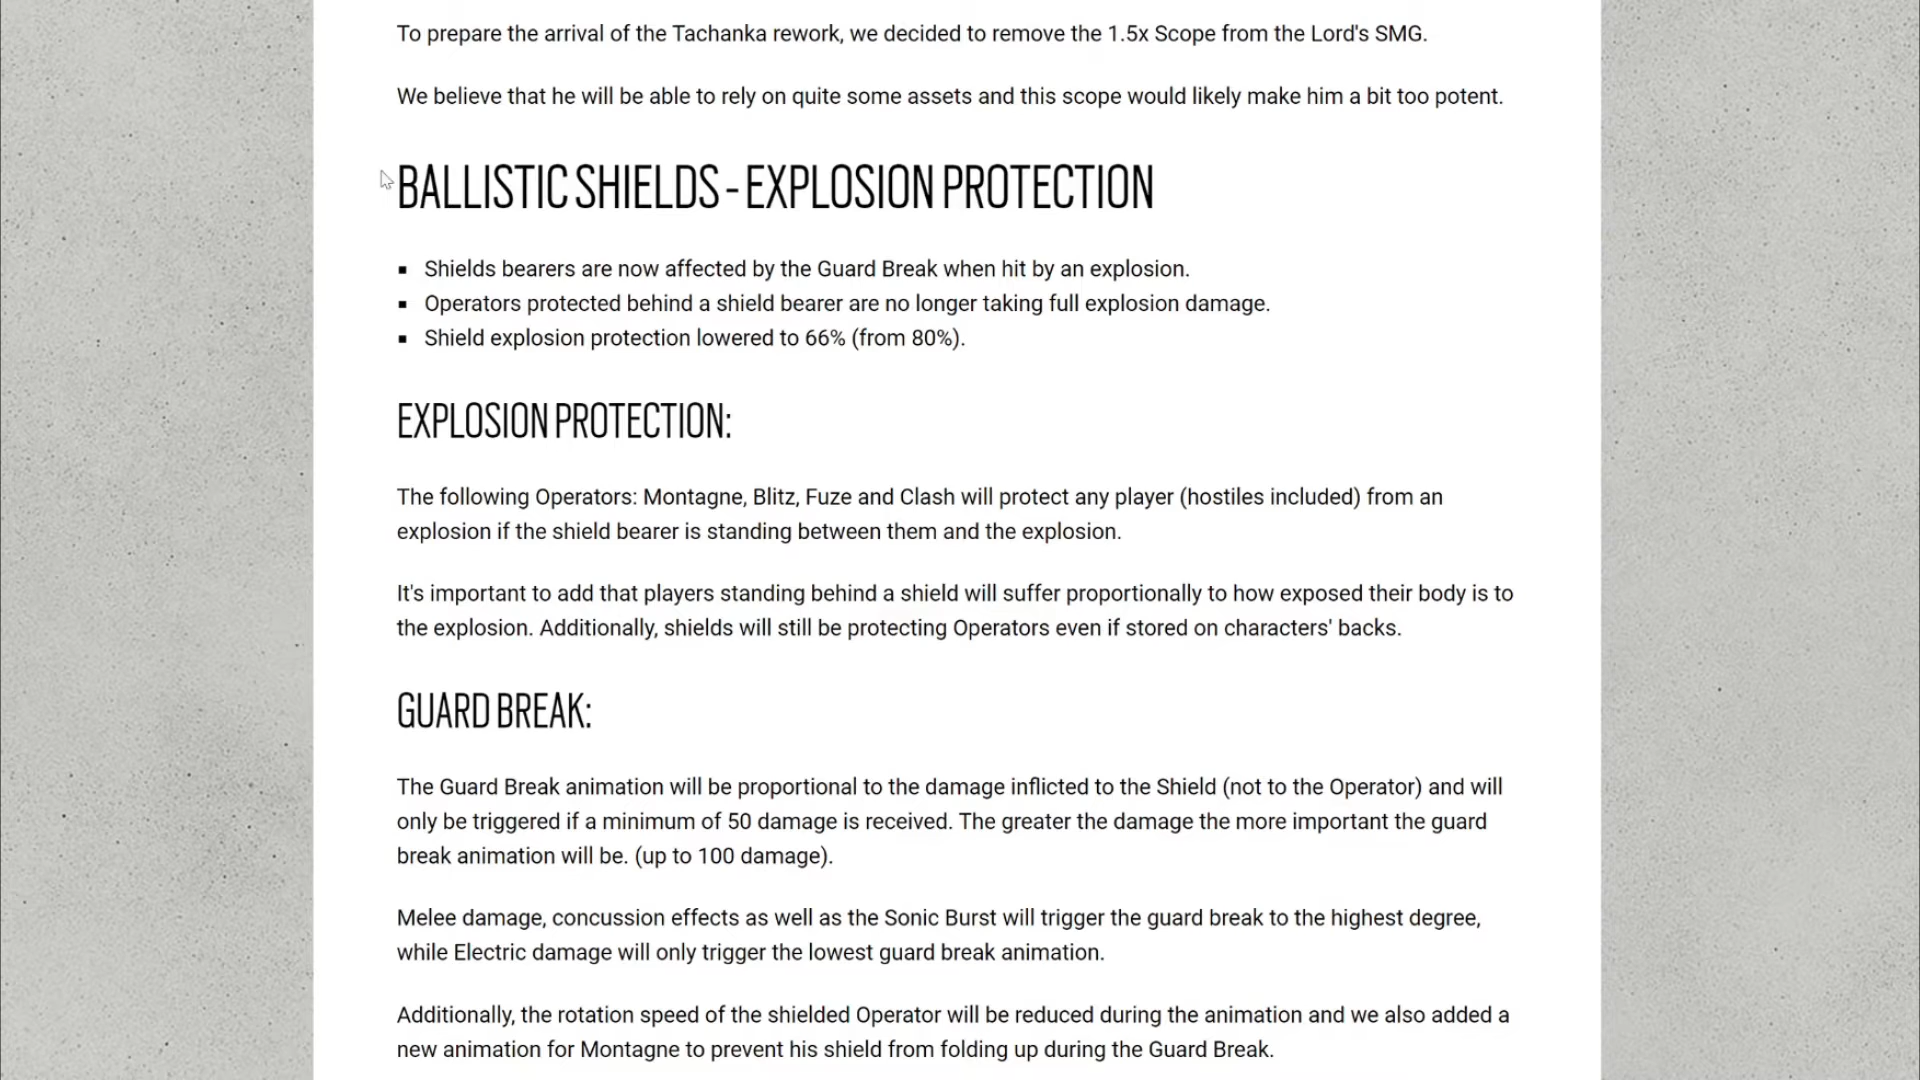 To prepare the arrival of the Tachanka rework, we decided to remove the 1.5x Scope from the Lord's SMG.
We believe that he will be able to rely on quite some assets and this scope would likely make him a bit too potent.
BALLISTIC SHIELDS - EXPLOSION PROTECTION
▪ Shields bearers are now affected by the Guard Break when hit by an explosion.
▪ Operators protected behind a shield bearer are no longer taking full explosion damage.
▪ Shield explosion protection lowered to 66% (from 80%).
EXPLOSION PROTECTION:
The following Operators: Montagne, Blitz, Fuze and Clash will protect any player (hostiles included) from an
explosion if the shield bearer is standing between them and the explosion.
It's important to add that players standing behind a shield will suffer proportionally to how exposed their body is to
the explosion. Additionally, shields will still be protecting Operators even if stored on characters' backs.
GUARD BREAK:
The Guard Break animation will be proportional to the damage inflicted to the Shield (not to the Operator) and will
only be triggered if a minimum of 50 damage is received. The greater the damage the more important the guard
break animation will be. (up to 100 damage).
Melee damage, concussion effects as well as the Sonic Burst will trigger the guard break to the highest degree,
while Electric damage will only trigger the lowest guard break animation.
Additionally, the rotation speed of the shielded Operator will be reduced during the animation and we also added a
new animation for Montagne to prevent his shield from folding up during the Guard Break.